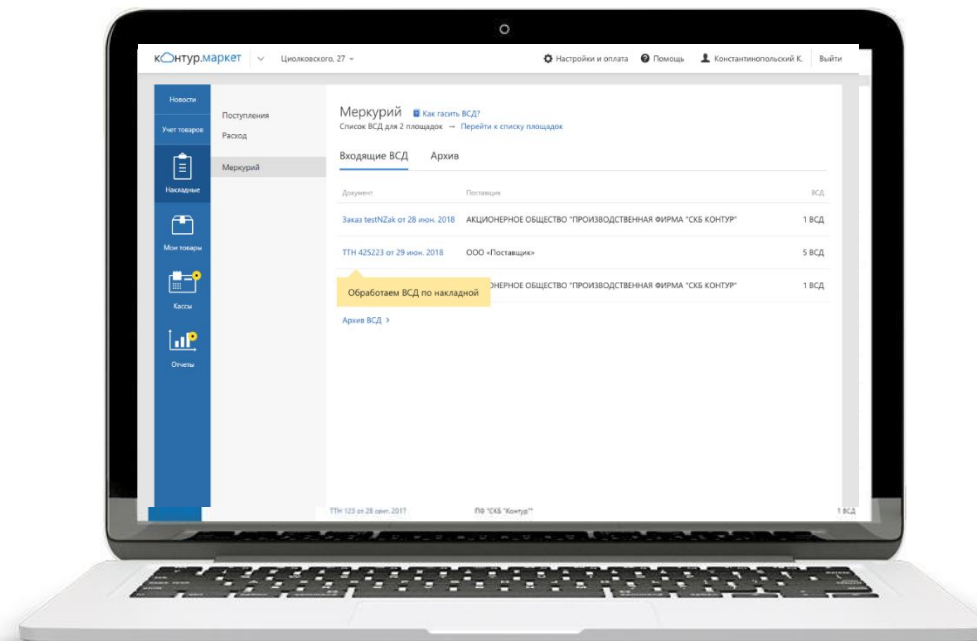 контур.маркет
Циолковского, 27
Настройки и оплата
Помощь
Константинопольский К.
Выйти
Новости
Учет товаров
Накладные
Мои товары
Кассы
Отчеты
Поступления
Расход
Меркурий
Меркурий
Как гасить ВСД?
Список ВСД для 2 площадок → Перейти к списку площадок
Входящие ВСД Архив
Документ Поставщик ВСД
Заказ testNZak от 28 июн. 2018 АКЦИОНЕРНОЕ ОБЩЕСТВО "ПРОИЗВОДСТВЕННАЯ ФИРМА "СКБ КОНТУР" 1 ВСД
ТТН 425223 от 29 июн. 2018 ООО «Поставщик» 5 ВСД
ОБЩЕСТВО "ПРОИЗВОДСТВЕННАЯ ФИРМА "СКБ КОНТУР" 1 ВСД
Обработаем ВСД по накладной
Архив ВСД >
ТТН 123 от 28 сент. 2017 ПФ "СКБ "Контур"" 1 ВСД